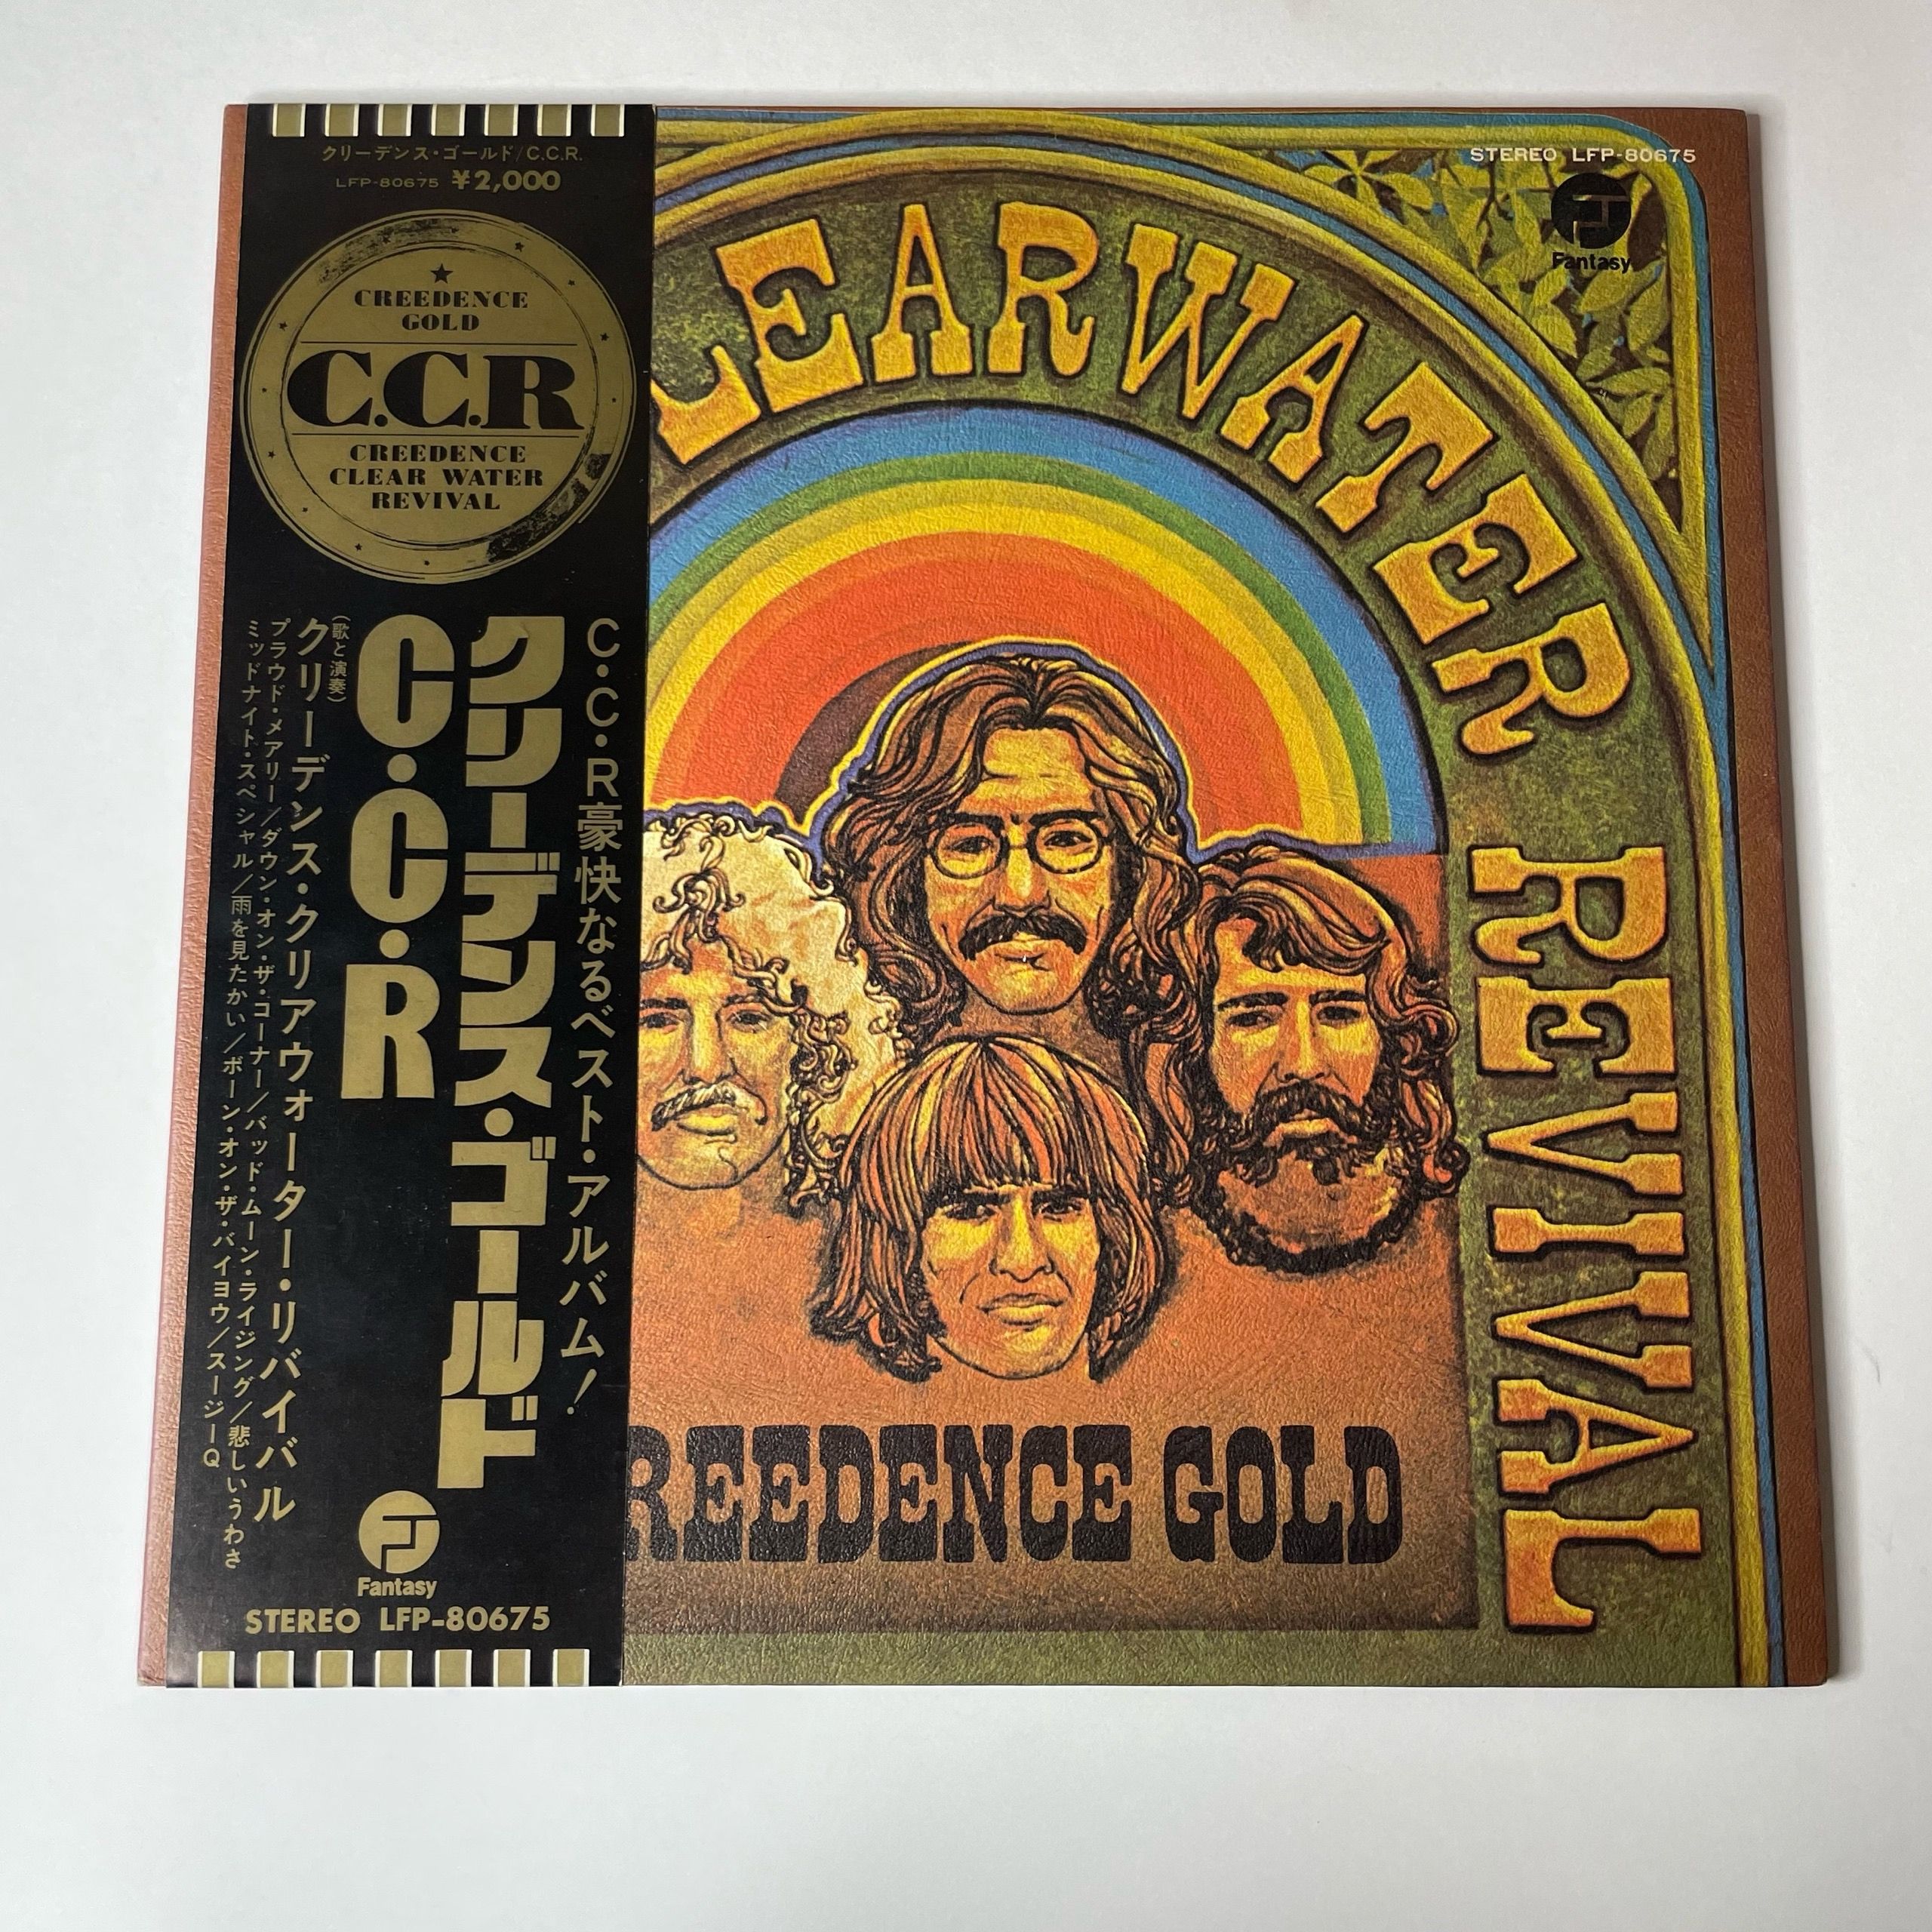 クリーデンス・ゴールド/C.C.R.
LFP-80675 ¥2,000
CREEDENCE
GOLD
C.C.R
CREEDENCE
CLEAR WATER
REVIVAL
C・C・R豪快なるベスト・アルバム!
クリーデンス・ゴールド
C・C・R
(歌と演奏)
クリーデンス・クリアウォーター・リバイバル
プラウド・メアリー/ダウン・オン・ザ・コーナー/バッド・ムーン・ライジング/悲しいうわさ
ミッドナイト・スペシャル/雨を見たかい/ボーン・オン・ザ・バイヨウ/スージーQ
Fantasy
STEREO LFP-80675
STEREO LFP-80675
Fantasy
LEARWATER REVIVAL
REEDENCE GOLD